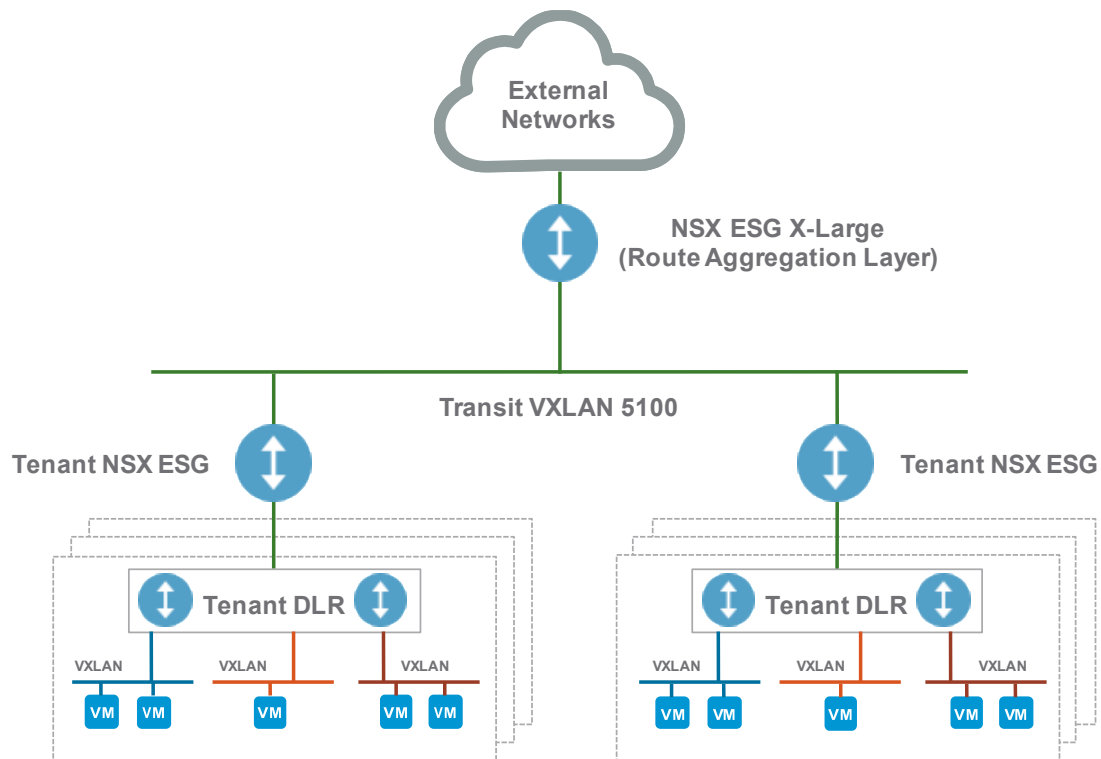 External
Networks
NSX ESG X-Large
(Route Aggregation Layer)
Transit VXLAN 5100
Tenant NSX ESG
Tenant NSX ESG
Tenant DLR
Tenant DLR
VXLAN
VXLAN
VXLAN
VXLAN
VXLAN
VXLAN
VM
VM
VM
VM
VM
VM
VM
VM
VM
VM